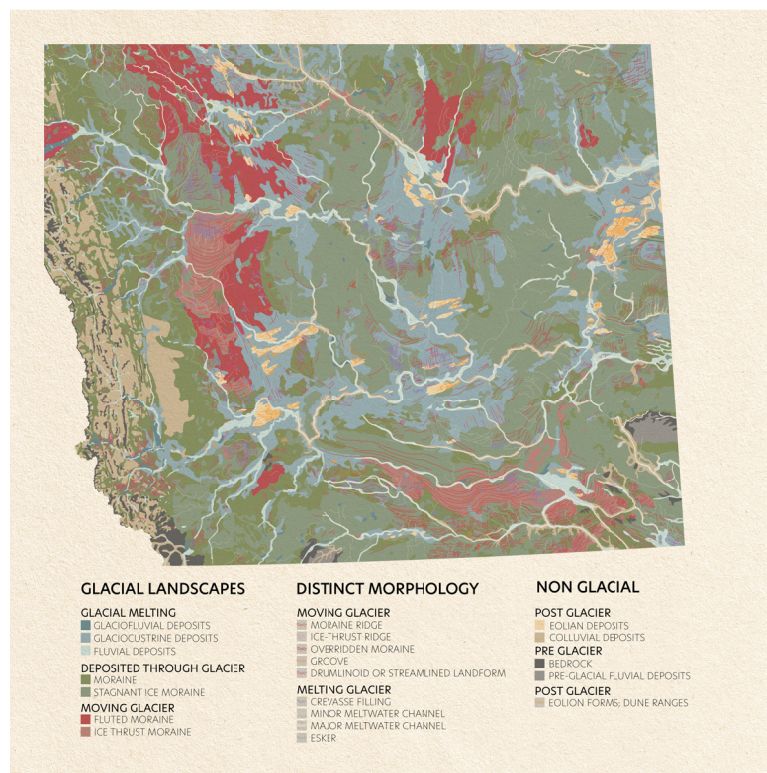 GLACIAL LANDSCAPES
GLACIAL MELTING
GLACIOFLUVIAL DEPOSITS
GLACIOCUSTRINE DEPOSITS
FLUVIAL DEPOSITS
DEPOSITED THROUGH GLACIER
MORAINE
STAGNANT ICE MORAINE
MOVING GLACIER
FLUTED MORAINE
ICE THRUST MORAINE
DISTINCT MORPHOLOGY
MOVING GLACIER
MORAINE RIDGE
ICE-THRUST RIDGE
OVERRIDDEN MORAINE
GROOVE
DRUMLINOID OR STREAMLINED LANDFORM
MELTING GLACIER
CREVASSE FILLING
MINOR MELTWATER CHANNEL
MAJOR MELTWATER CHANNEL
ESKER
NON GLACIAL
POST GLACIER
EOLIAN DEPOSITS
COLLUVIAL DEPOSITS
PRE GLACIER
BEDROCK
PRE-GLACIAL FLUVIAL DEPOSITS
POST GLACIER
EOLION FORMS; DUNE RANGES